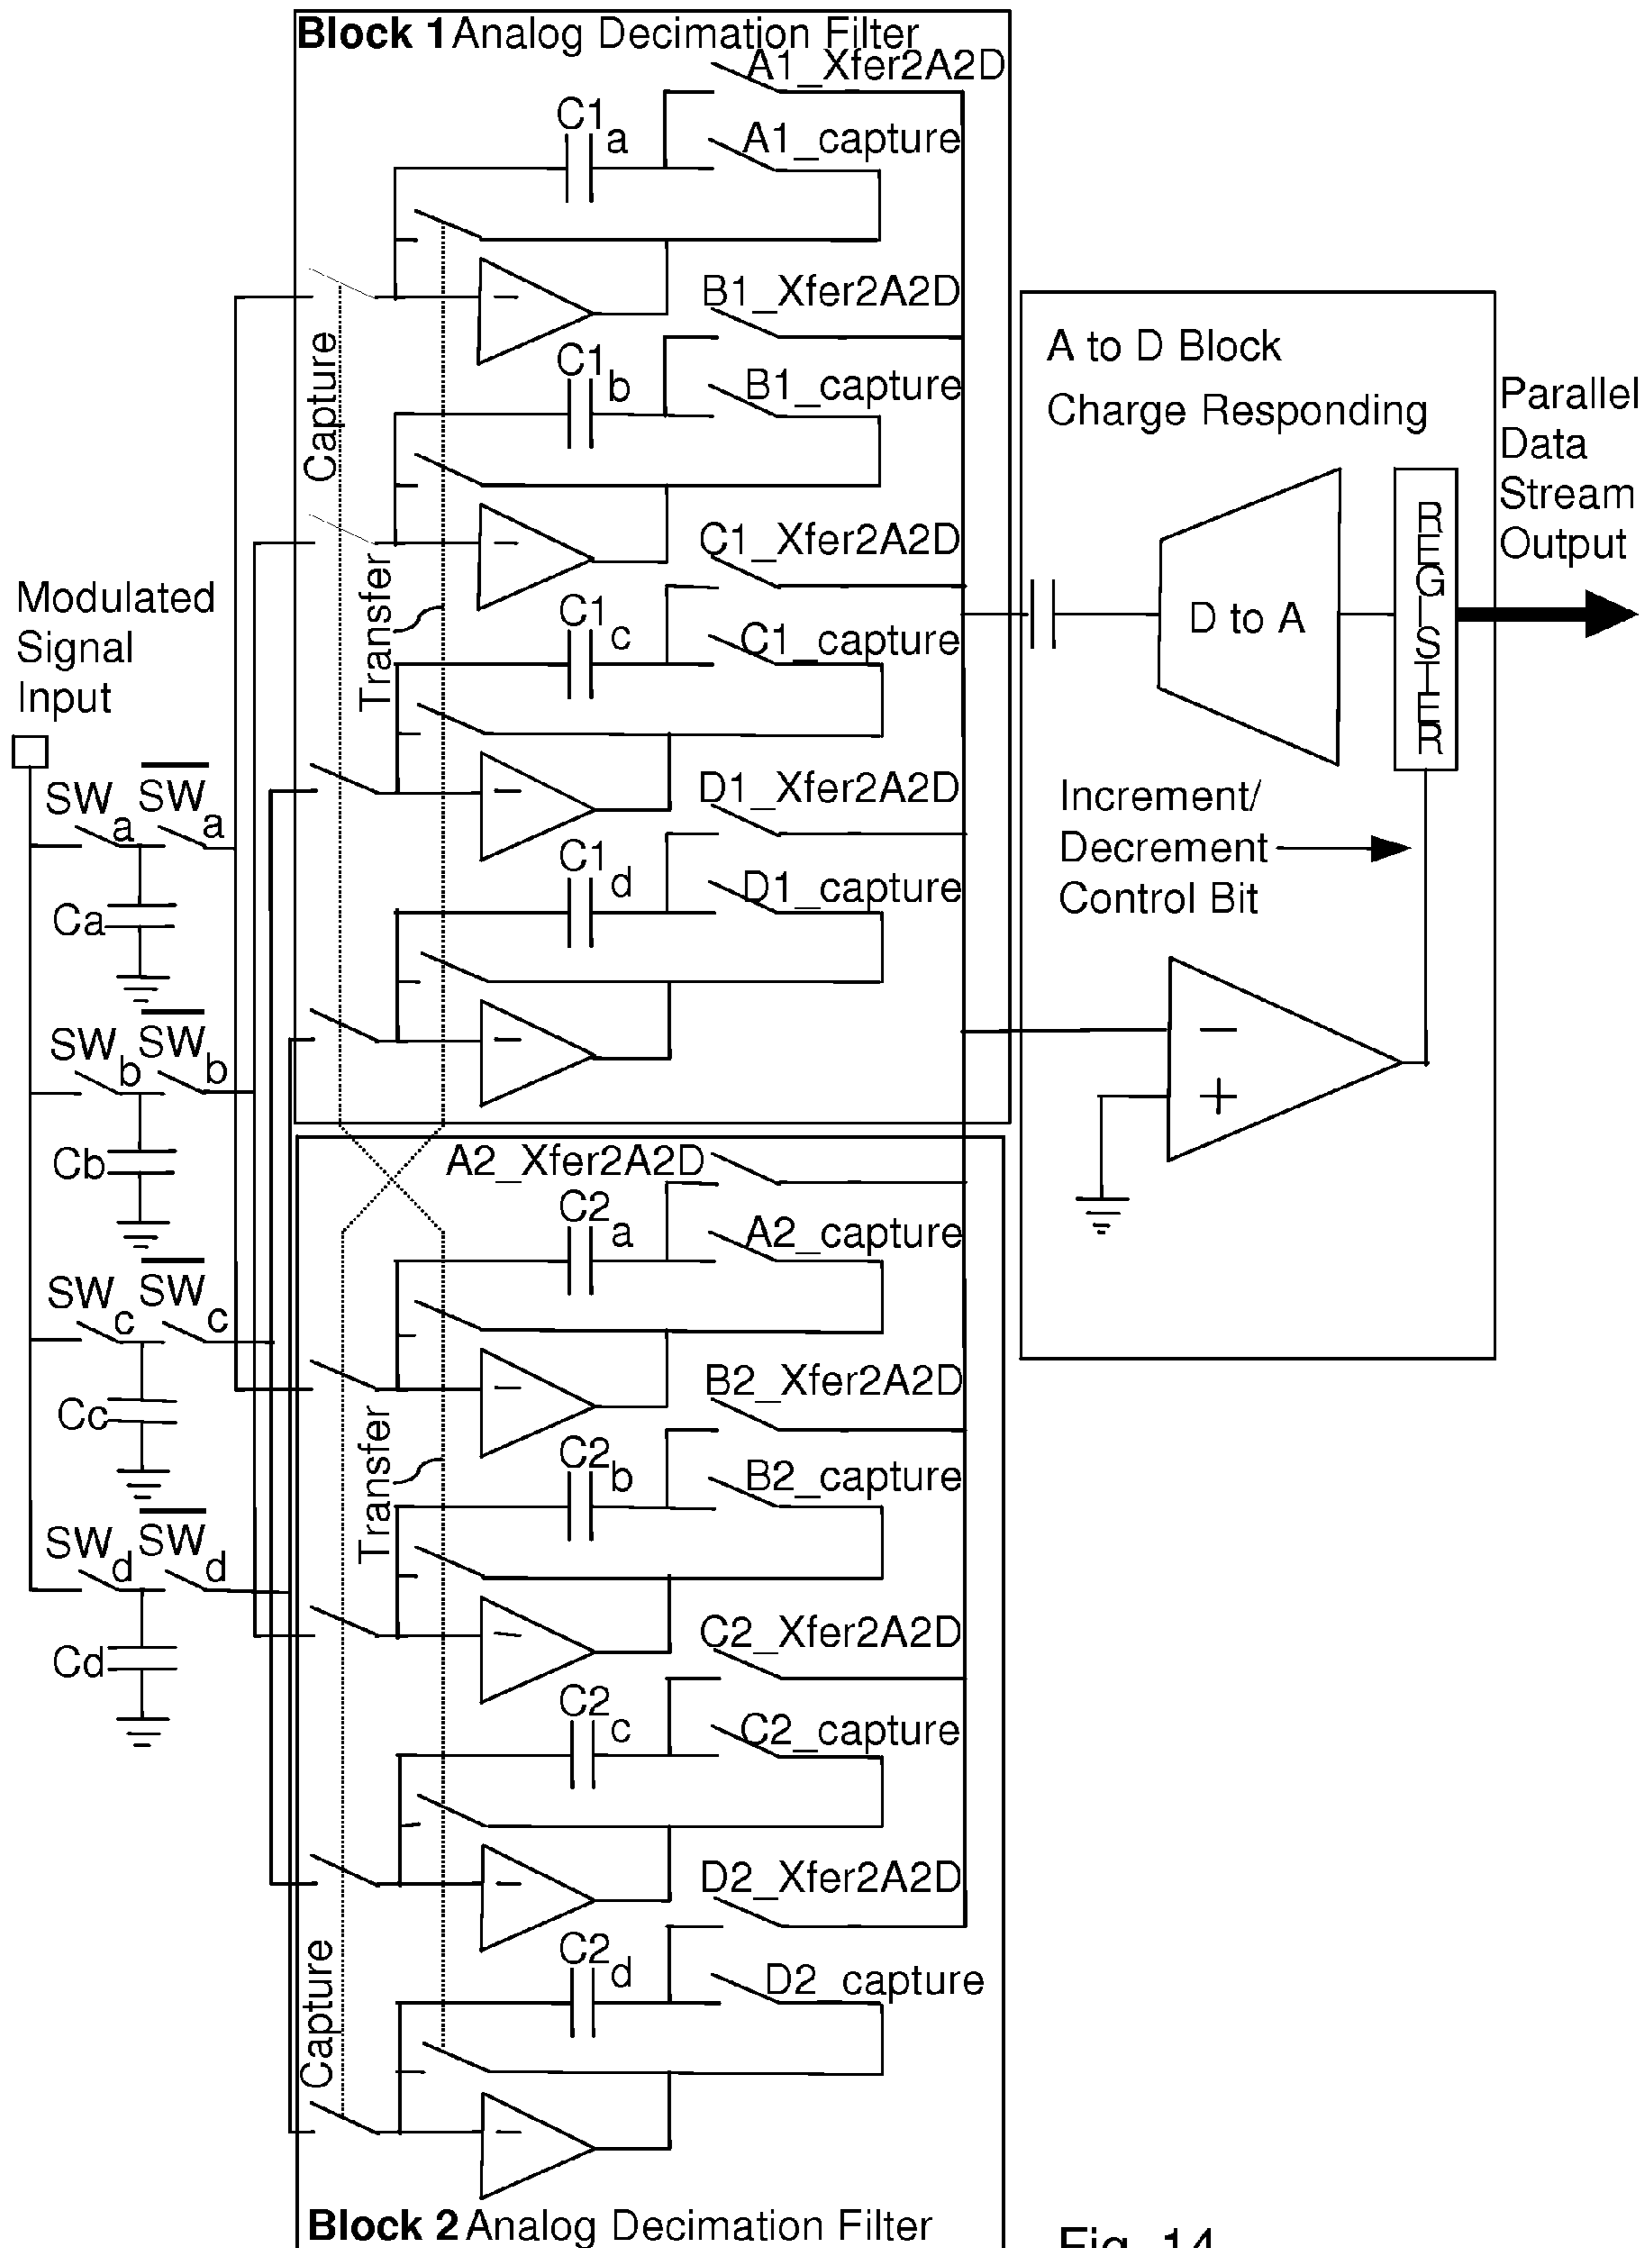 Block 1 Analog Decimation Filter
A1_Xfer2A2D
C1a
A1_capture
B1_Xfer2A2D
C1b
B1_capture
Capture
C1_Xfer2A2D
Transfer
C1c
C1_capture
D1_Xfer2A2D
C1d
D1_capture
Modulated
Signal
Input
SWa
SWa
Ca
SWb
SWb
Cb
SWc
SWc
Cc
SWd
SWd
Cd
A to D Block
Charge Responding
D to A
REGISTER
Parallel
Data
Stream
Output
Increment/
Decrement
Control Bit
−
+
A2_Xfer2A2D
C2a
A2_capture
B2_Xfer2A2D
Transfer
C2b
B2_capture
C2_Xfer2A2D
C2c
C2_capture
D2_Xfer2A2D
Capture
C2d
D2_capture
Block 2 Analog Decimation Filter
Fig. 14